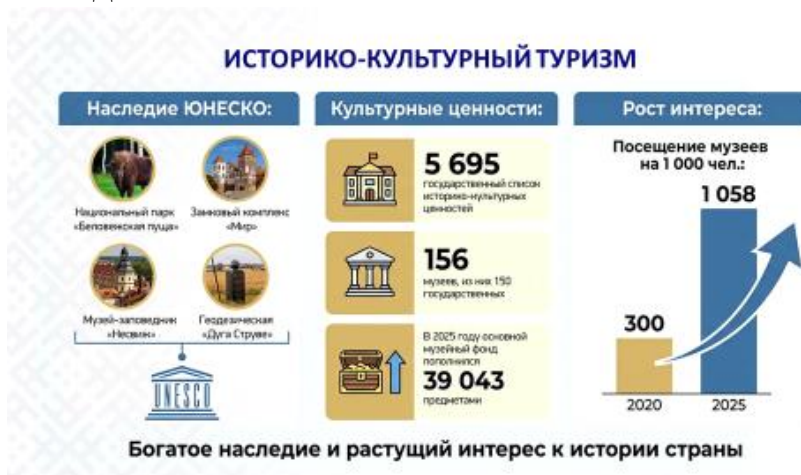 ИСТОРИКО-КУЛЬТУРНЫЙ ТУРИЗМ
Наследие ЮНЕСКО:
Национальный парк
«Беловежская пуща»
Замковый комплекс
«Мир»
Музей-заповедник
«Несвиж»
Геодезическая
«Дуга Струве»
UNESCO
Культурные ценности:
5 695
государственный список
историко-культурных
ценностей
156
музеев, из них 150
государственных
В 2025 году основной
музейный фонд
пополнился
39 043
предметами
Рост интереса:
Посещение музеев
на 1 000 чел.:
1 058
300
2020
2025
Богатое наследие и растущий интерес к истории страны